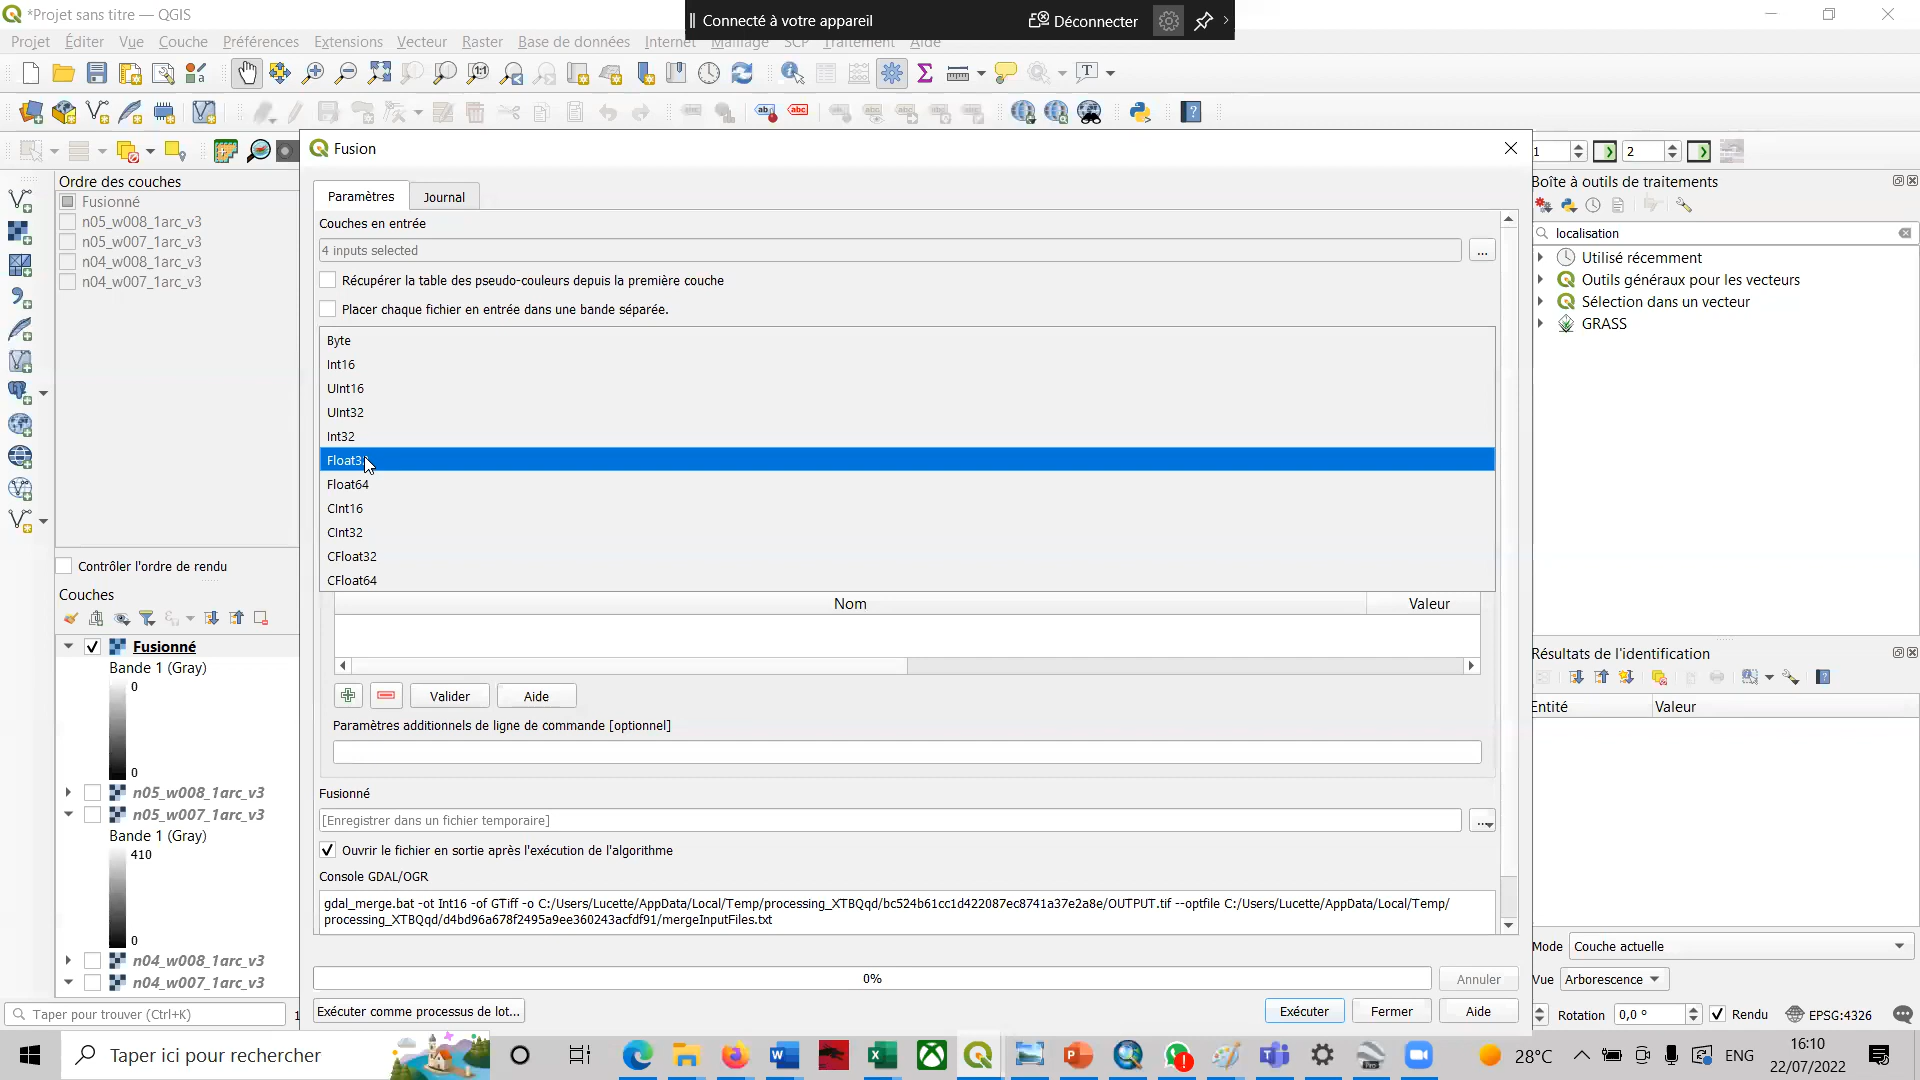 *Projet sans titre — QGIS
Connecté à votre appareil
Déconnecter
Projet Éditer Vue Couche Préférences Extensions Vecteur Raster Base de données Internet Maillage SCP Traitement Aide
Fusion
1
2
Ordre des couches
Fusionné
n05_w008_1arc_v3
n05_w007_1arc_v3
n04_w008_1arc_v3
n04_w007_1arc_v3
Contrôler l'ordre de rendu
Couches
Fusionné
Bande 1 (Gray)
0
0
n05_w008_1arc_v3
n05_w007_1arc_v3
Bande 1 (Gray)
410
0
n04_w008_1arc_v3
n04_w007_1arc_v3
Taper pour trouver (Ctrl+K)
1
Paramètres
Journal
Couches en entrée
4 inputs selected
...
Récupérer la table des pseudo-couleurs depuis la première couche
Placer chaque fichier en entrée dans une bande séparée.
Byte
Int16
UInt16
UInt32
Int32
Float32
Float64
CInt16
CInt32
CFloat32
CFloat64
Nom
Valeur
Valider
Aide
Paramètres additionnels de ligne de commande [optionnel]
Fusionné
[Enregistrer dans un fichier temporaire]
...
Ouvrir le fichier en sortie après l'exécution de l'algorithme
Console GDAL/OGR
gdal_merge.bat -ot Int16 -of GTiff -o C:/Users/Lucette/AppData/Local/Temp/processing_XTBQqd/bc524b61cc1d422087ec8741a37e2a8e/OUTPUT.tif --optfile C:/Users/Lucette/AppData/Local/Temp/
processing_XTBQqd/d4bd96a678f2495a9ee360243acfdf91/mergeInputFiles.txt
0%
Annuler
Exécuter comme processus de lot...
Exécuter
Fermer
Aide
Boîte à outils de traitements
localisation
Utilisé récemment
Outils généraux pour les vecteurs
Sélection dans un vecteur
GRASS
Résultats de l'identification
Entité
Valeur
Mode
Couche actuelle
Vue
Arborescence
Rotation
0,0 °
Rendu
EPSG:4326
Taper ici pour rechercher
28°C
ENG
16:10
22/07/2022